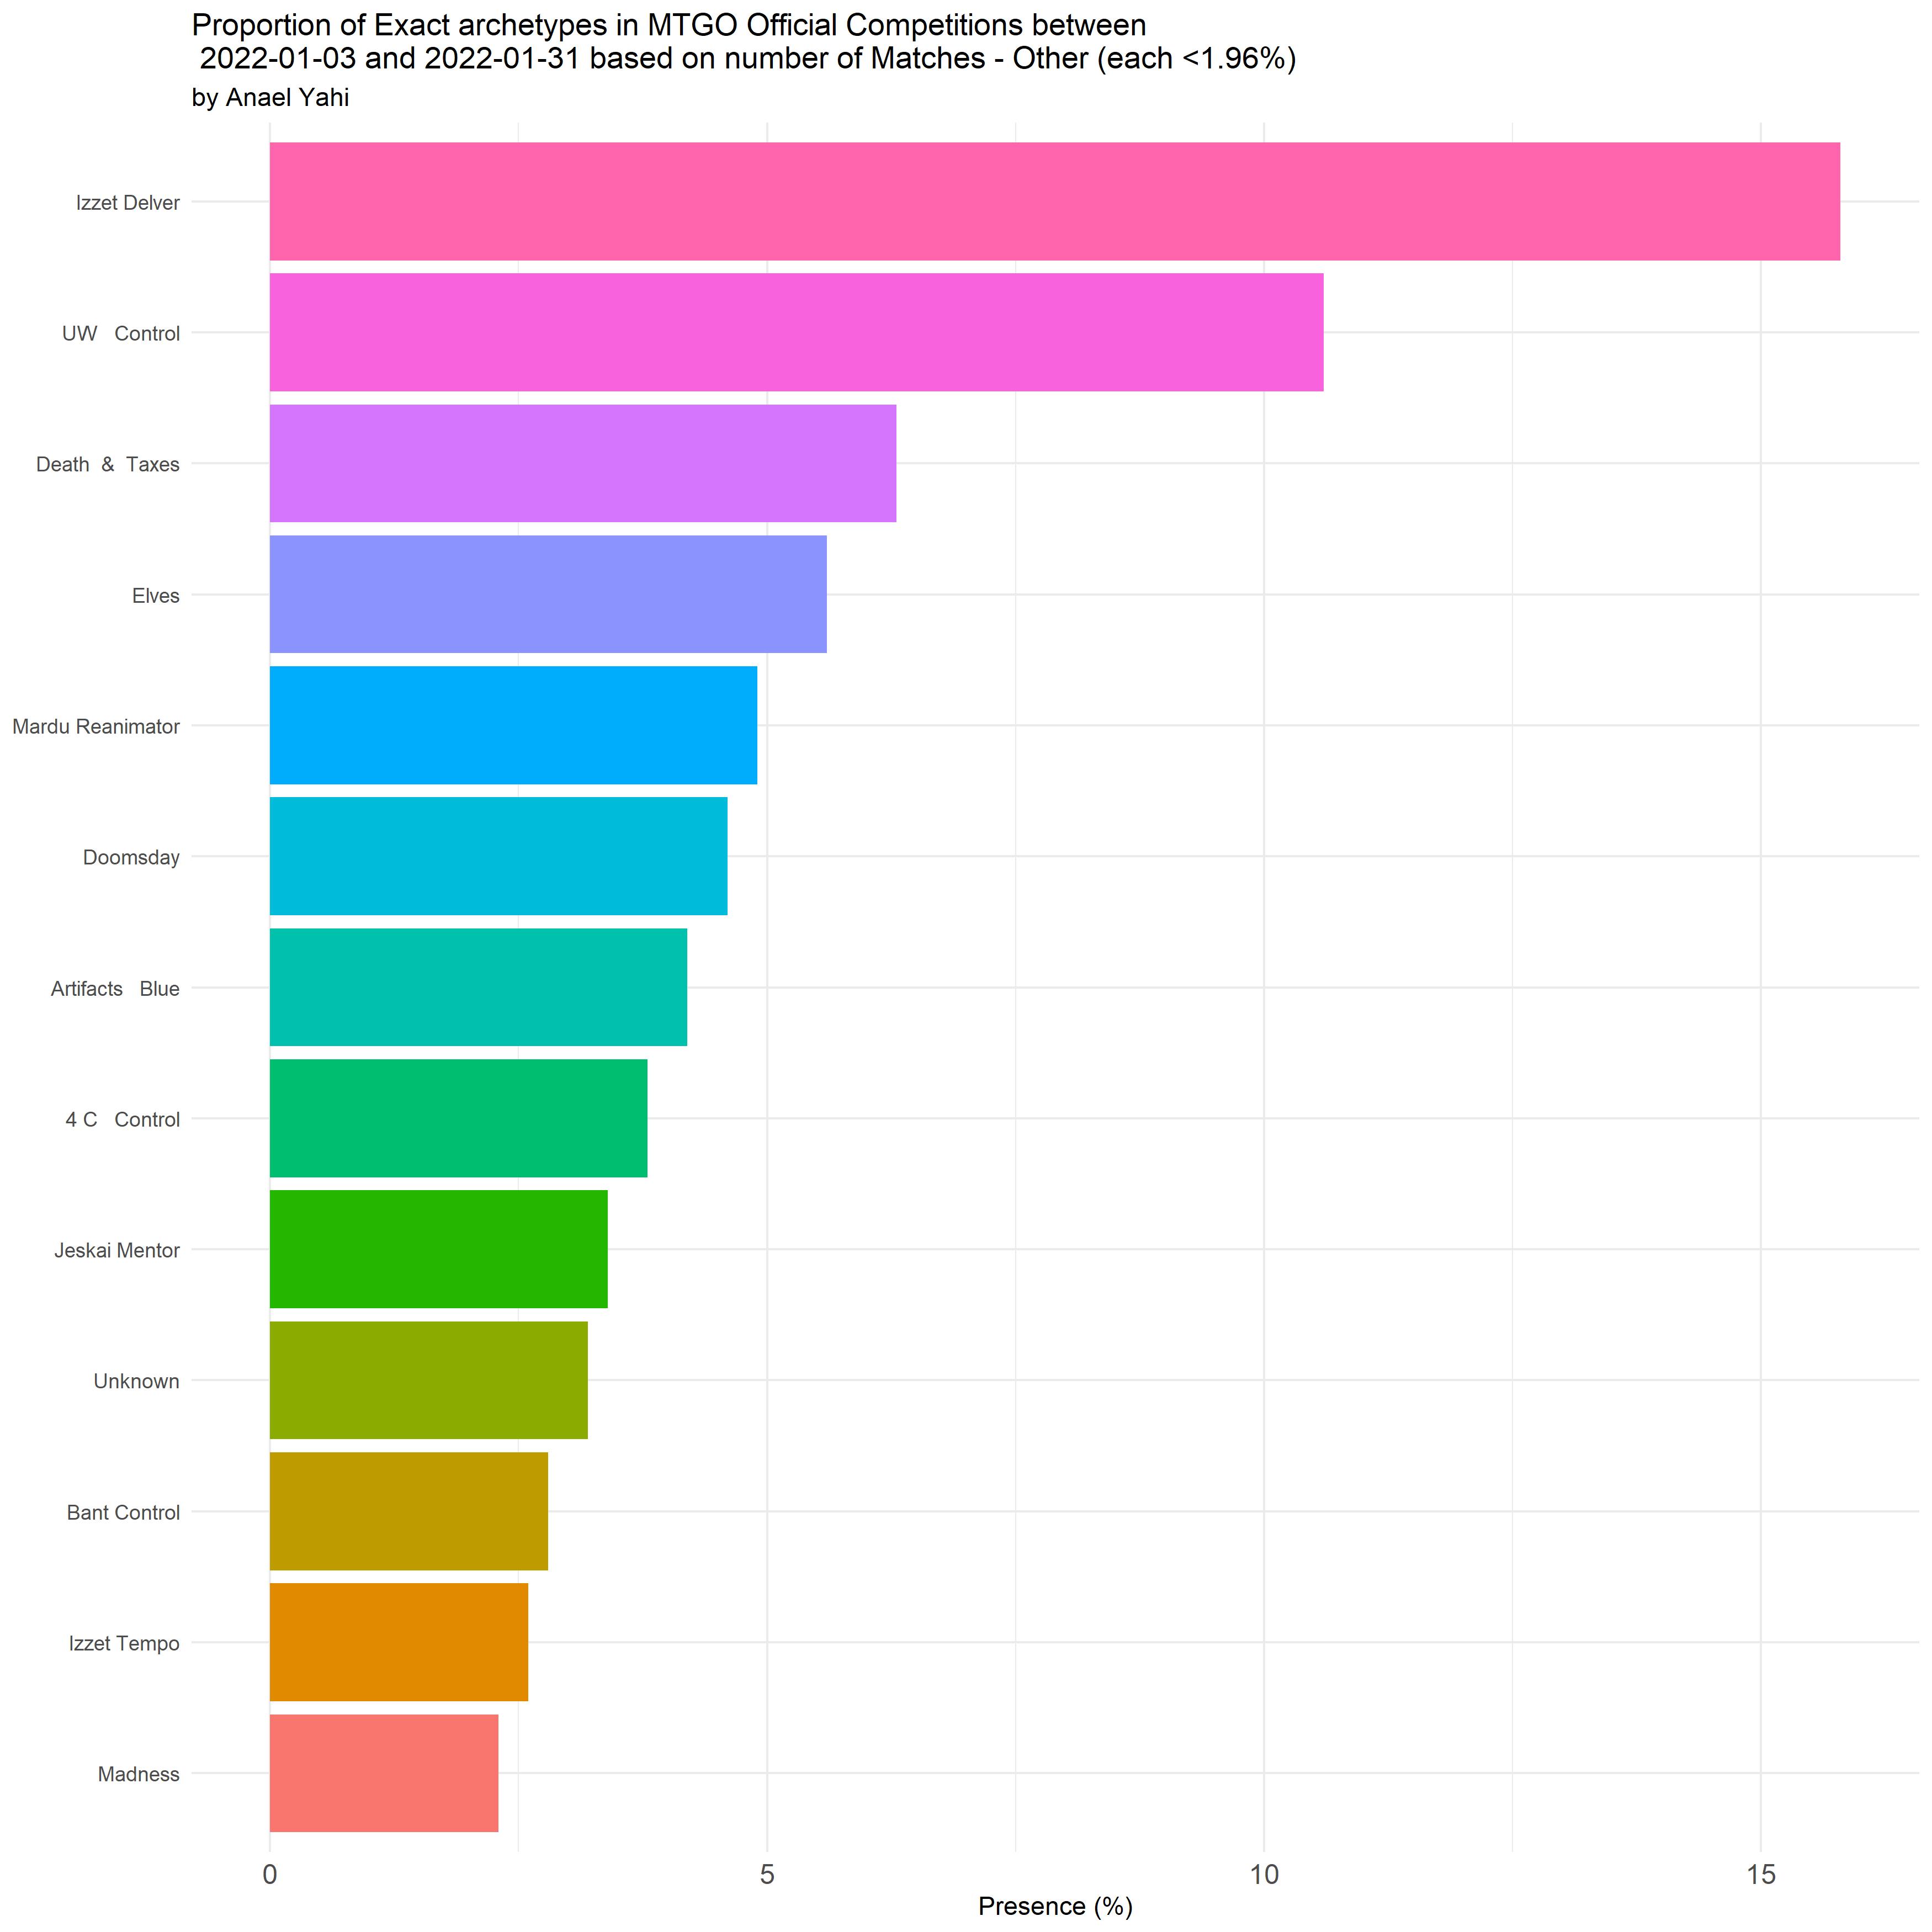 Proportion of Exact archetypes in MTGO Official Competitions between
2022-01-03 and 2022-01-31 based on number of Matches - Other (each <1.96%)
by Anael Yahi
Izzet Delver
UW   Control
Death  &  Taxes
Elves
Mardu Reanimator
Doomsday
Artifacts   Blue
4 C   Control
Jeskai Mentor
Unknown
Bant Control
Izzet Tempo
Madness
0 5 10 15
Presence (%)